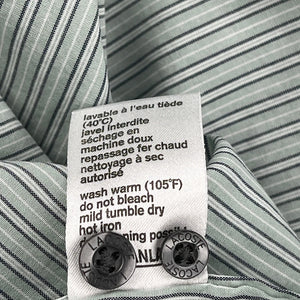 lavable à l'eau tiède
(40°C)
javel interdite
séchage en
machine doux
repassage fer chaud
nettoyage à sec
autorisé
wash warm (105°F)
do not bleach
mild tumble dry
hot iron
LACOSTE
LACOSTE